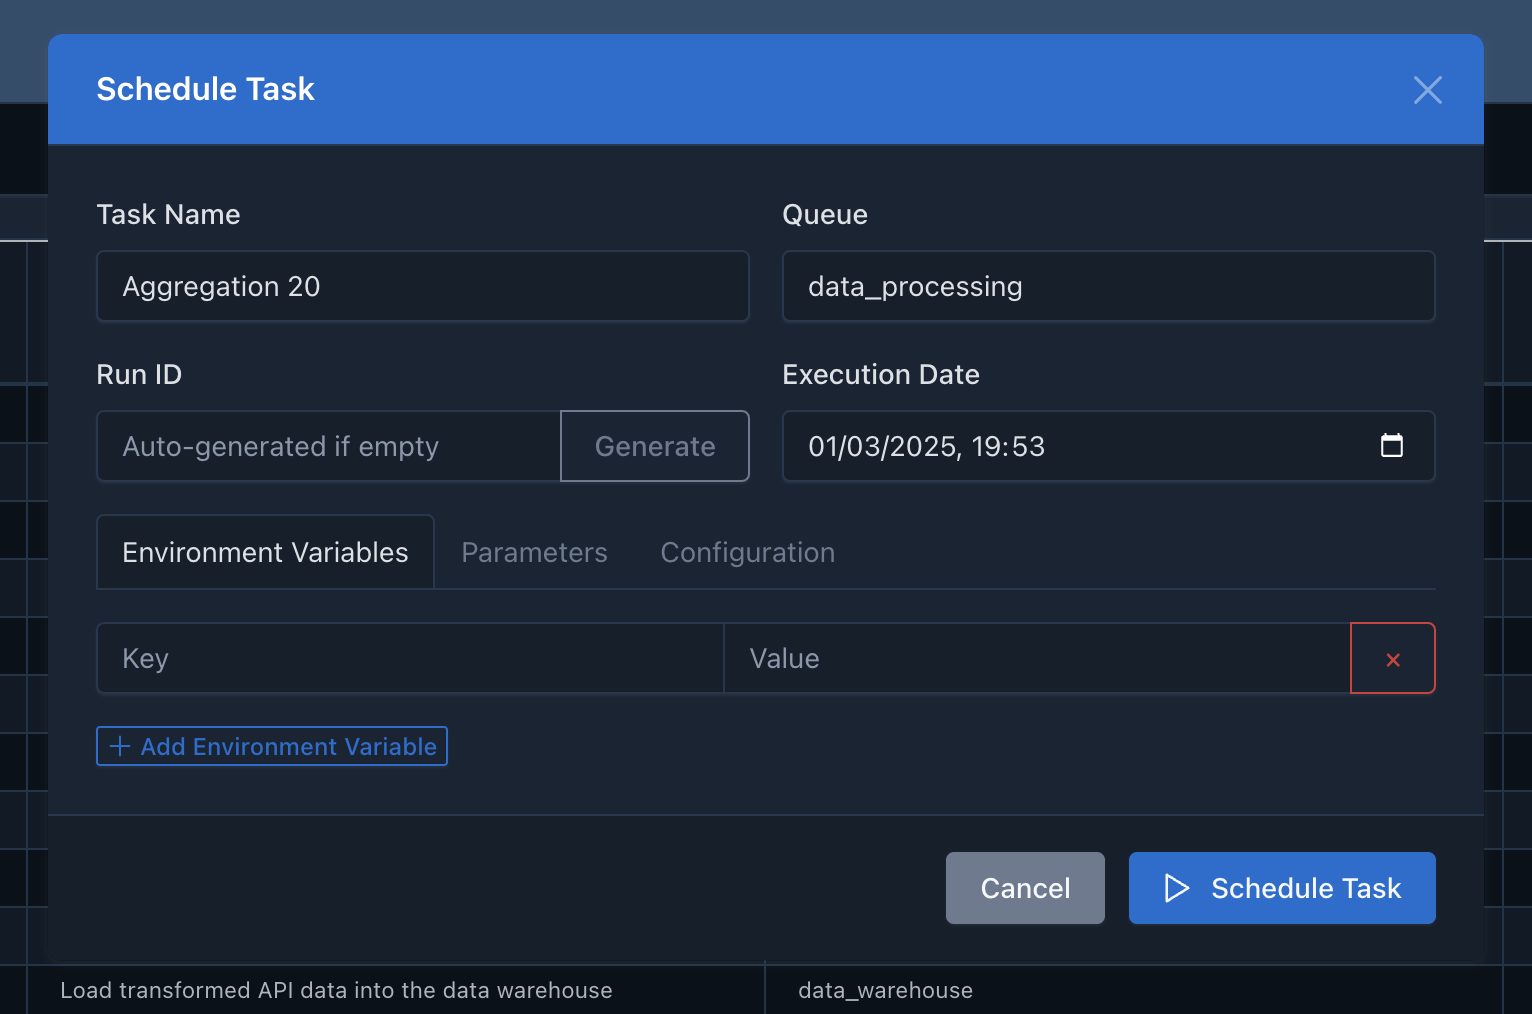 Schedule Task
Task Name
Queue
Aggregation 20
data_processing
Run ID
Execution Date
Auto-generated if empty
Generate
01/03/2025, 19:53
Environment Variables
Parameters
Configuration
Key
Value
Add Environment Variable
Cancel
Schedule Task
Load transformed API data into the data warehouse
data_warehouse